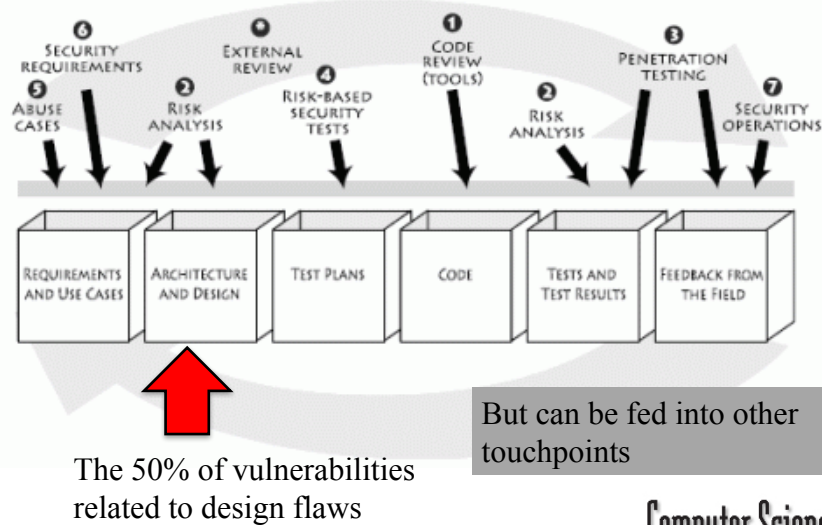 6
SECURITY
REQUIREMENTS
5
ABUSE
CASES
2
RISK
ANALYSIS
*
EXTERNAL
REVIEW
4
RISK-BASED
SECURITY
TESTS
1
CODE
REVIEW
(TOOLS)
2
RISK
ANALYSIS
3
PENETRATION
TESTING
7
SECURITY
OPERATIONS
REQUIREMENTS
AND USE CASES
ARCHITECTURE
AND DESIGN
TEST PLANS
CODE
TESTS AND
TEST RESULTS
FEEDBACK FROM
THE FIELD
The 50% of vulnerabilities
related to design flaws
But can be fed into other
touchpoints
Computer Science